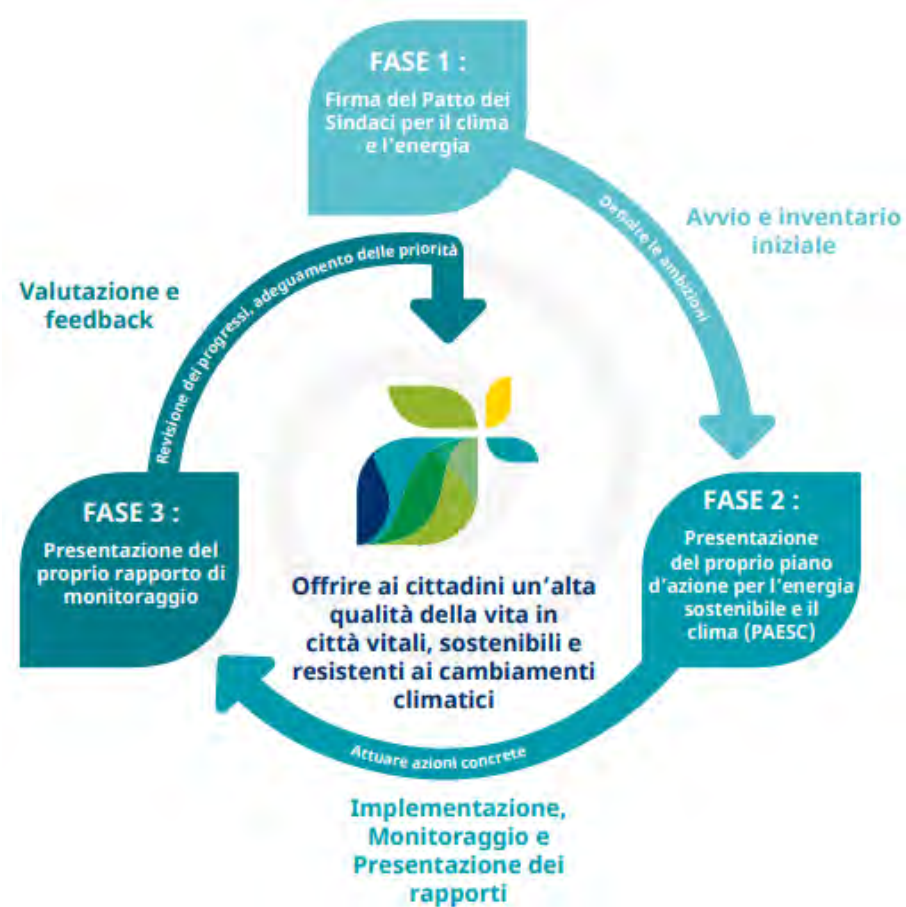 FASE 1 :
Firma del Patto dei
Sindaci per il clima
e l'energia
Definire le ambizioni
Avvio e inventario
iniziale
FASE 2 :
Presentazione
del proprio piano
d'azione per l'energia
sostenibile e il
clima (PAESC)
Actuare azioni concrete
Implementazione,
Monitoraggio e
Presentazione dei
rapporti
FASE 3 :
Presentazione del
proprio rapporto di
monitoraggio
Revisione dei progressi, adeguamento delle priorità
Valutazione e
feedback
Offrire ai cittadini un'alta
qualità della vita in
città vitali, sostenibili e
resistenti ai cambiamenti
climatici